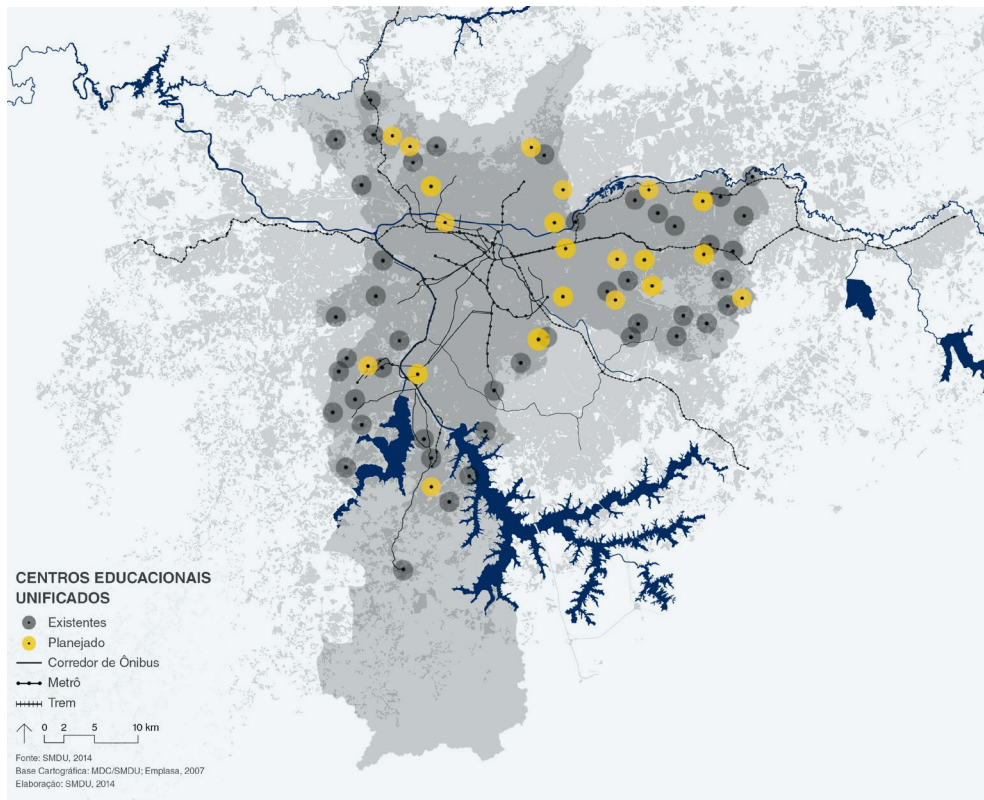 CENTROS EDUCACIONAIS
UNIFICADOS
Existentes
Planejado
Corredor de Ônibus
Metrô
Trem
0 2 5 10 km
Fonte: SMDU, 2014
Base Cartográfica: MDC/SMDU; Emplasa, 2007
Elaboração: SMDU, 2014